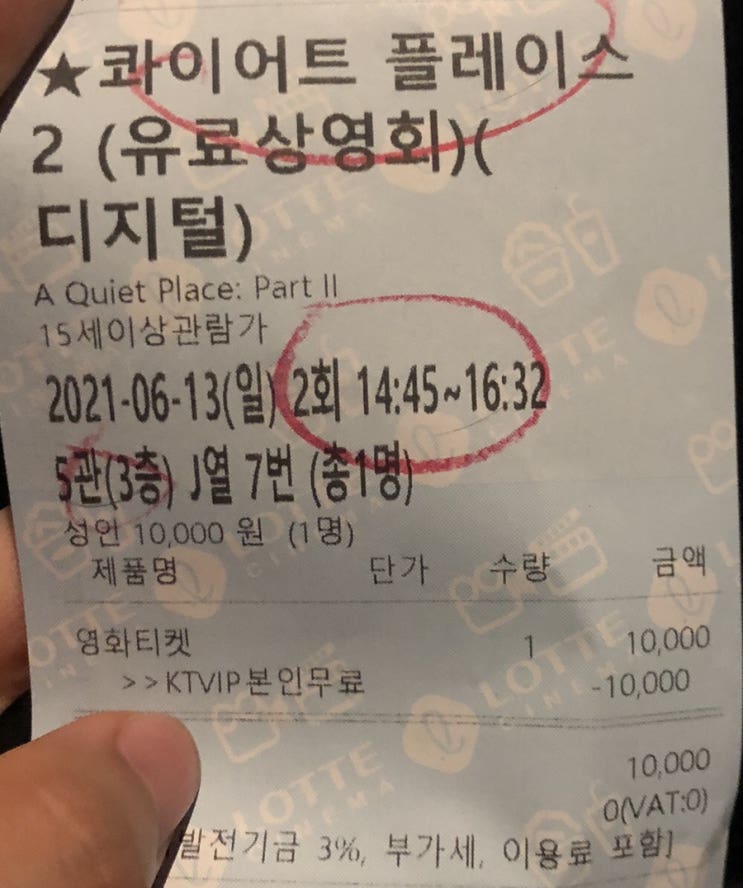 ★콰이어트 플레이스
2 (유료상영회)(
디지털)
A Quiet Place: Part II
15세이상관람가
2021-06-13(일) 2회 14:45~16:32
5관(3층) J열 7번 (총1명)
성인 10,000 원 (1명)
제품명 단가 수량 금액
영화티켓 1 10,000
>>KTVIP본인무료 -10,000
10,000
0(VAT:0)
발전기금 3%, 부가세, 이용료 포함]